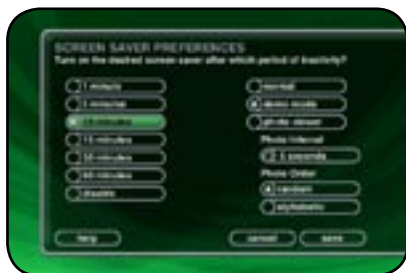 SCREEN SAVER PREFERENCES
Turn on the desired screen saver after which period of inactivity?
1 minute
5 minutes
10 minutes
15 minutes
30 minutes
60 minutes
disable
normal
demo mode
photo viewer
Photo Interval
5 seconds
Photo Order
random
alphabetic
help
cancel
save